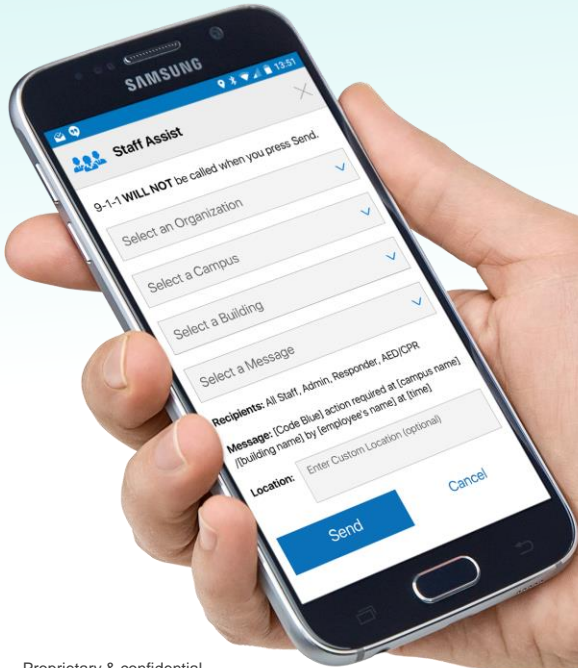 SAMSUNG
13:51
Staff Assist
9-1-1 WILL NOT be called when you press Send.
Select an Organization
Select a Campus
Select a Building
Select a Message
Recipients: All Staff, Admin, Responder, AED/CPR
Message: [Code Blue] action required at [campus name]
/[building name] by [employee's name] at [time]
Location:
Enter Custom Location (optional)
Send
Cancel
Proprietary & confidential